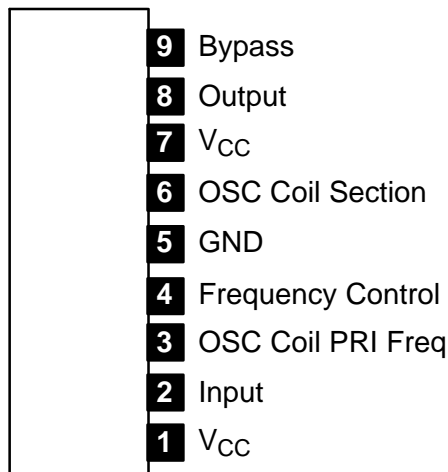 9 Bypass
8 Output
7 VCC
6 OSC Coil Section
5 GND
4 Frequency Control
3 OSC Coil PRI Freq
2 Input
1 VCC